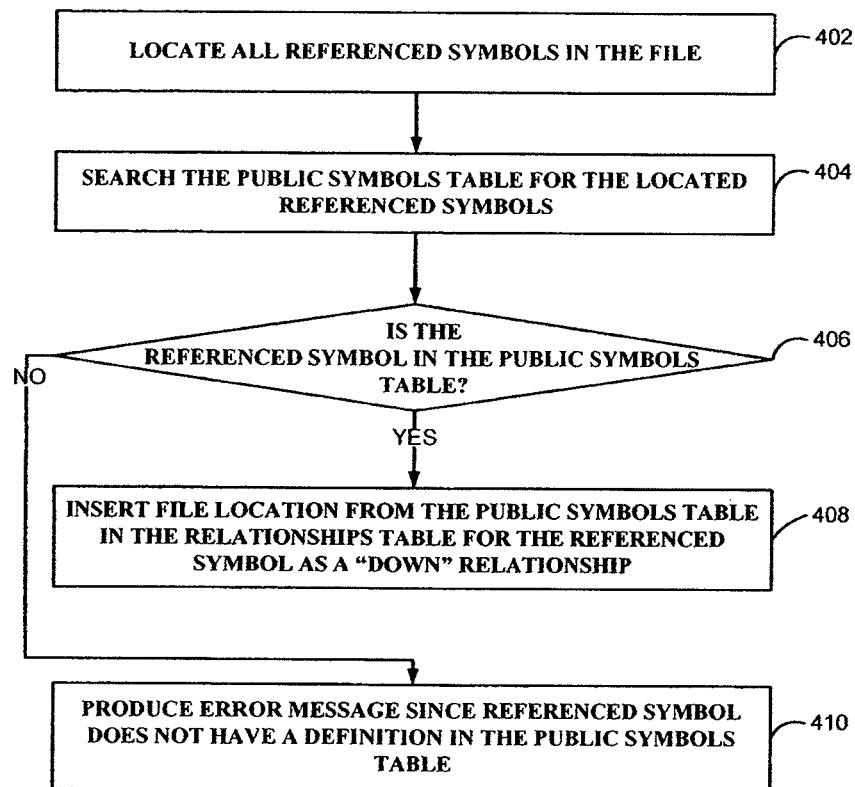 LOCATE ALL REFERENCED SYMBOLS IN THE FILE
402
SEARCH THE PUBLIC SYMBOLS TABLE FOR THE LOCATED
REFERENCED SYMBOLS
404
IS THE
REFERENCED SYMBOL IN THE PUBLIC SYMBOLS
TABLE?
406
NO
YES
INSERT FILE LOCATION FROM THE PUBLIC SYMBOLS TABLE
IN THE RELATIONSHIPS TABLE FOR THE REFERENCED
SYMBOL AS A “DOWN” RELATIONSHIP
408
PRODUCE ERROR MESSAGE SINCE REFERENCED SYMBOL
DOES NOT HAVE A DEFINITION IN THE PUBLIC SYMBOLS
TABLE
410